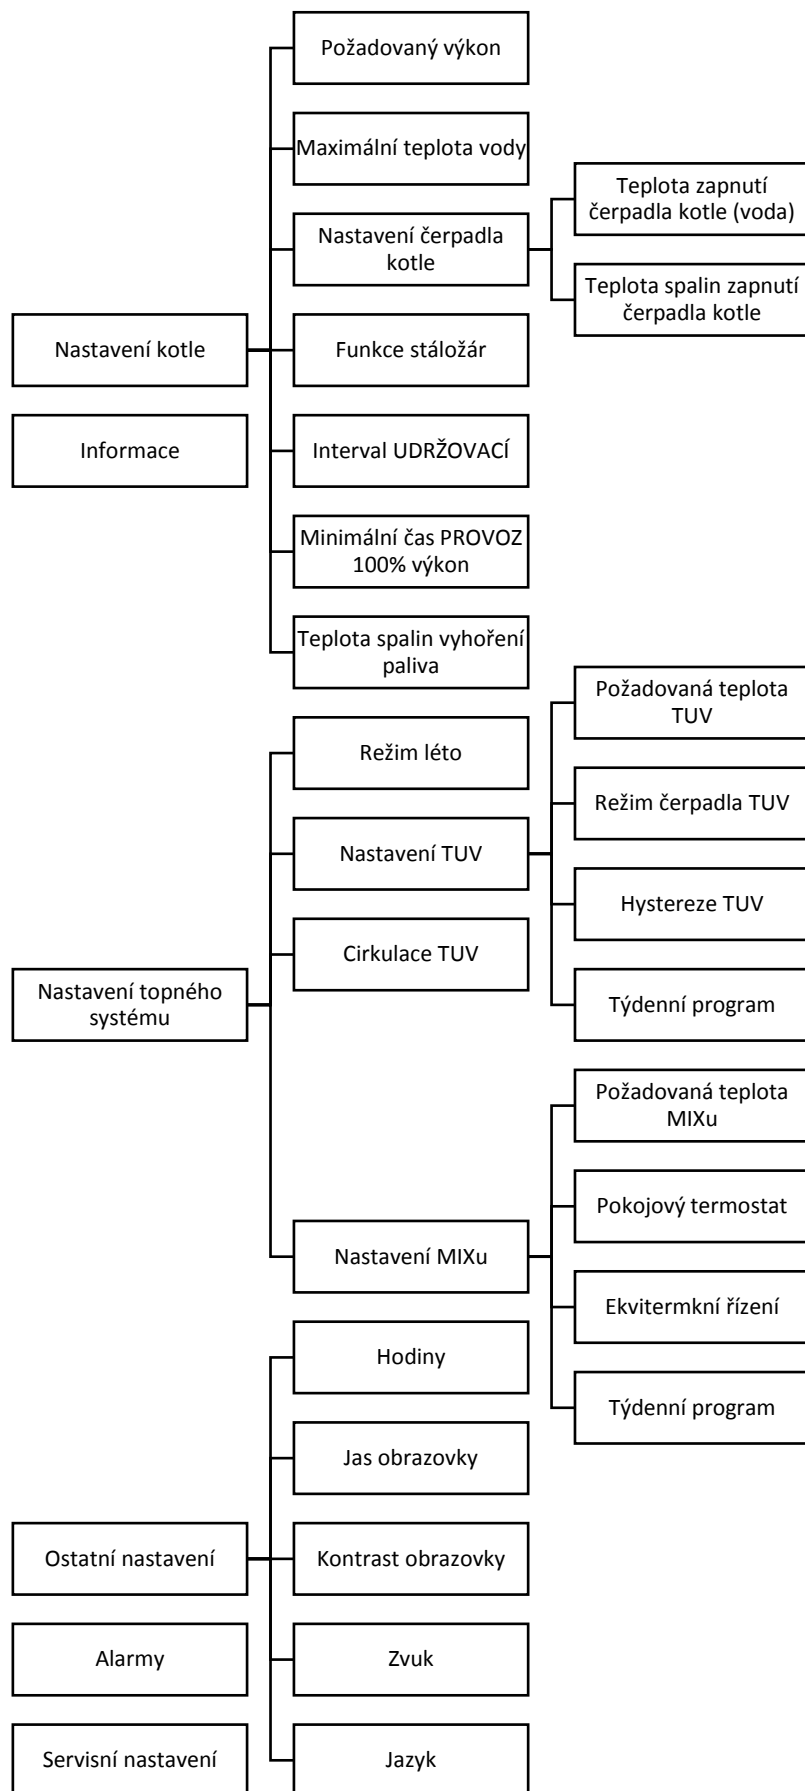 Požadovaný výkon
Maximální teplota vody
Nastavení čerpadla
kotle
Teplota zapnutí
čerpadla kotle (voda)
Teplota spalin zapnutí
čerpadla kotle
Nastavení kotle
Funkce stáložár
Informace
Interval UDRŽOVACÍ
Minimální čas PROVOZ
100% výkon
Teplota spalin vyhoření
paliva
Režim léto
Nastavení TUV
Požadovaná teplota
TUV
Režim čerpadla TUV
Hystereze TUV
Týdenní program
Cirkulace TUV
Nastavení topného
systému
Nastavení MIXu
Požadovaná teplota
MIXu
Pokojový termostat
Ekvitermkní řízení
Týdenní program
Hodiny
Jas obrazovky
Ostatní nastavení
Kontrast obrazovky
Alarmy
Zvuk
Servisní nastavení
Jazyk